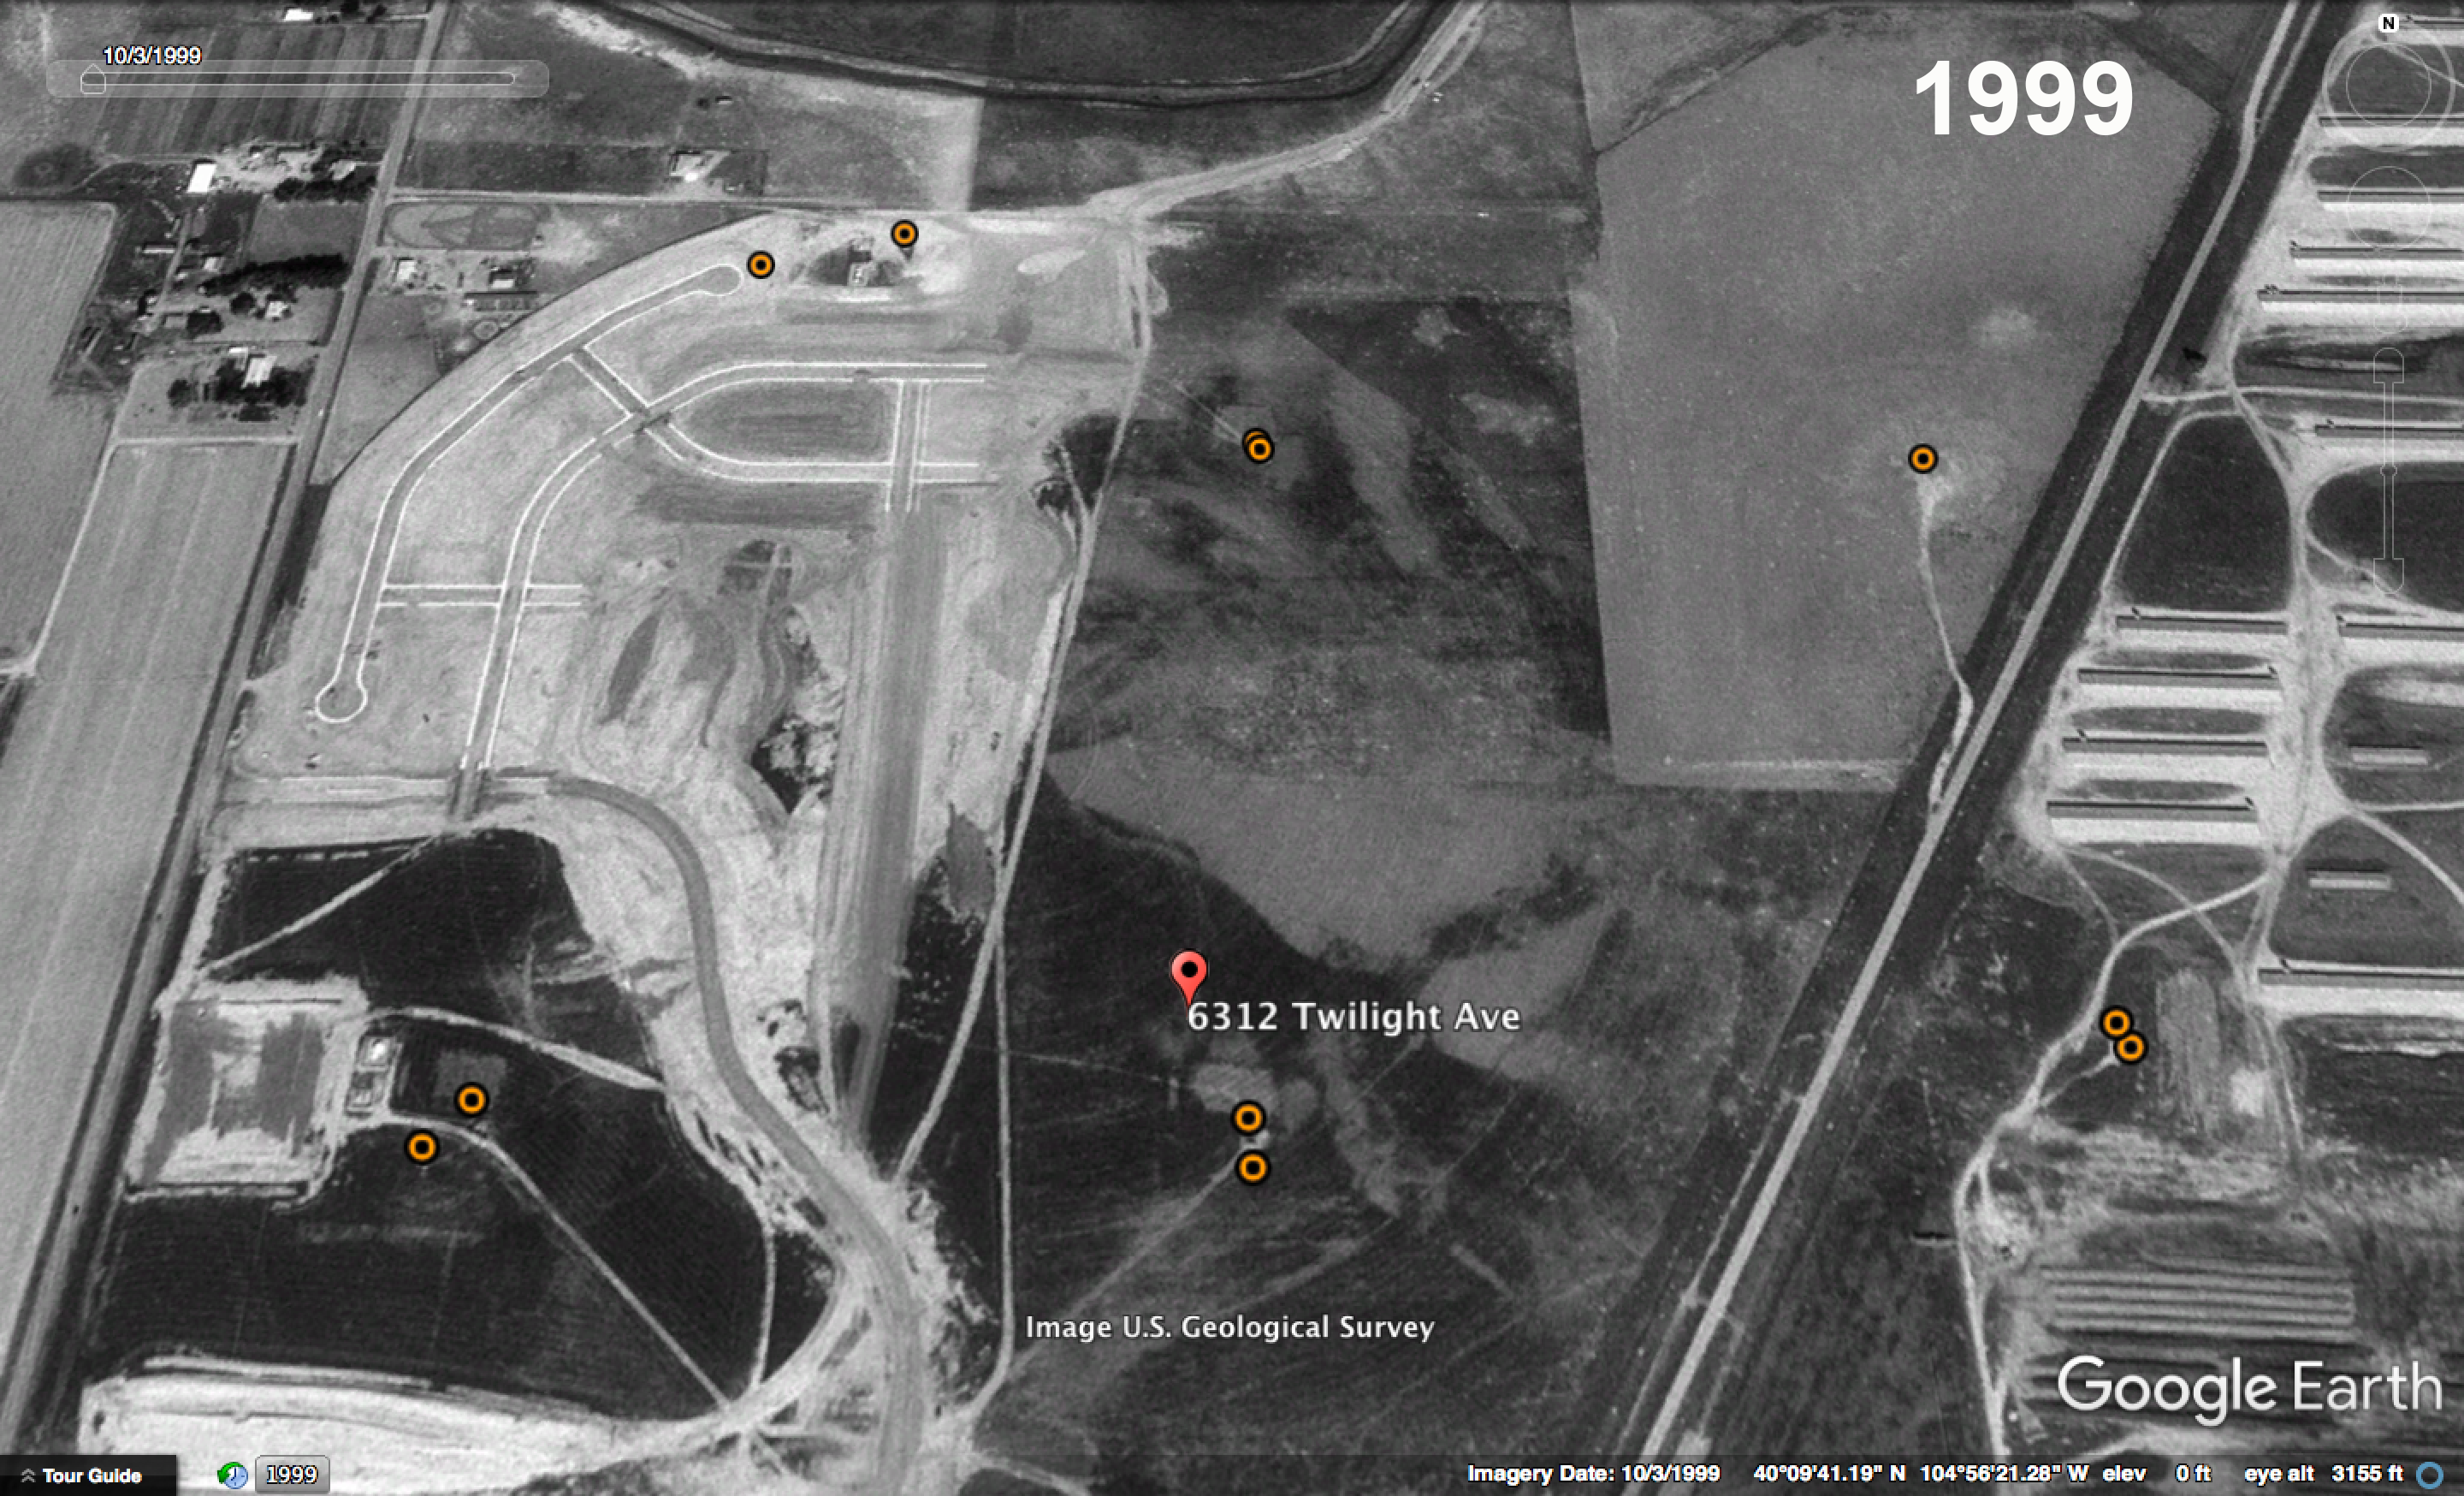 10/3/1999
N
1999
6312 Twilight Ave
Image U.S. Geological Survey
Google Earth
Tour Guide
1999
Imagery Date: 10/3/1999 40°09'41.19" N 104°56'21.28" W elev 0 ft eye alt 3155 ft